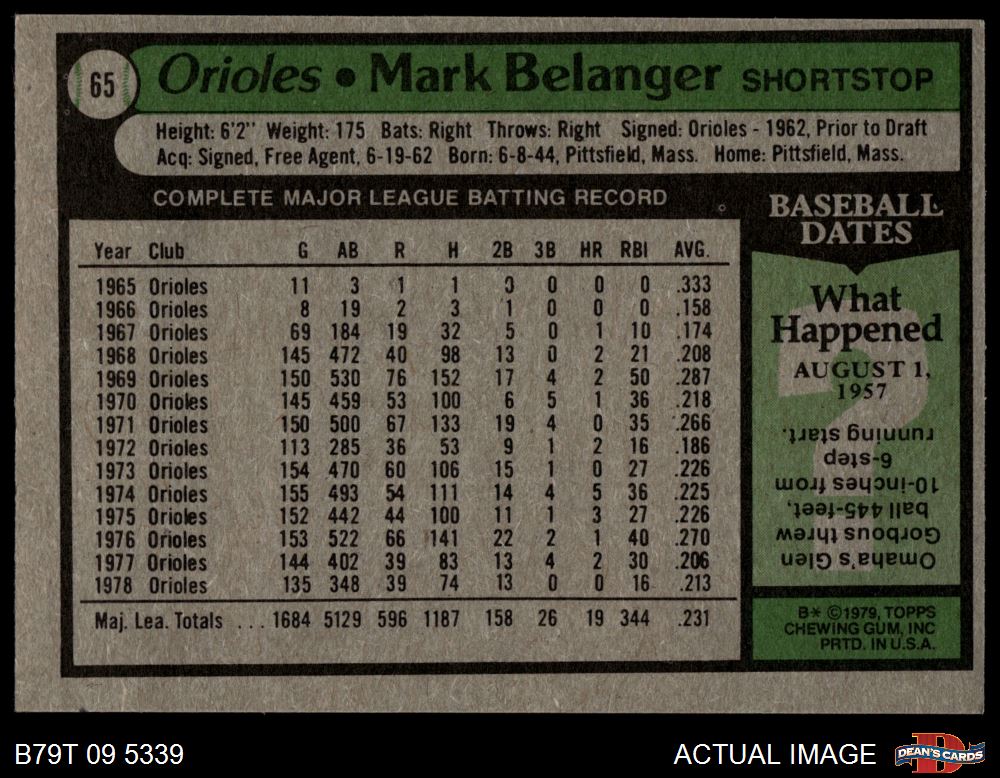 65
Orioles • Mark Belanger SHORTSTOP
Height: 6'2" Weight: 175 Bats: Right Throws: Right Signed: Orioles - 1962, Prior to Draft
Acq: Signed, Free Agent, 6-19-62 Born: 6-8-44, Pittsfield, Mass. Home: Pittsfield, Mass.
COMPLETE MAJOR LEAGUE BATTING RECORD
Year Club G AB R H 2B 3B HR RBI AVG.
1965 Orioles 11 3 1 1 0 0 0 0 .333
1966 Orioles 8 19 2 3 1 0 0 0 .158
1967 Orioles 69 184 19 32 5 0 1 10 .174
1968 Orioles 145 472 40 98 13 0 2 21 .208
1969 Orioles 150 530 76 152 17 4 2 50 .287
1970 Orioles 145 459 53 100 6 5 1 36 .218
1971 Orioles 150 500 67 133 19 4 0 35 .266
1972 Orioles 113 285 36 53 9 1 2 16 .186
1973 Orioles 154 470 60 106 15 1 0 27 .226
1974 Orioles 155 493 54 111 14 4 5 36 .225
1975 Orioles 152 442 44 100 11 1 3 27 .226
1976 Orioles 153 522 66 141 22 2 1 40 .270
1977 Orioles 144 402 39 83 13 4 2 30 .206
1978 Orioles 135 348 39 74 13 0 0 16 .213
Maj. Lea. Totals ... 1684 5129 596 1187 158 26 19 344 .231
BASEBALL
DATES
What
Happened
AUGUST 1,
1957
Omaha's Glen
Gorbous threw
ball 445-feet,
10-inches from
6-step
running start.
B* ©1979, TOPPS
CHEWING GUM, INC
PRTD. IN U.S.A.
B79T 09 5339
ACTUAL IMAGE
D
DEAN'S CARDS